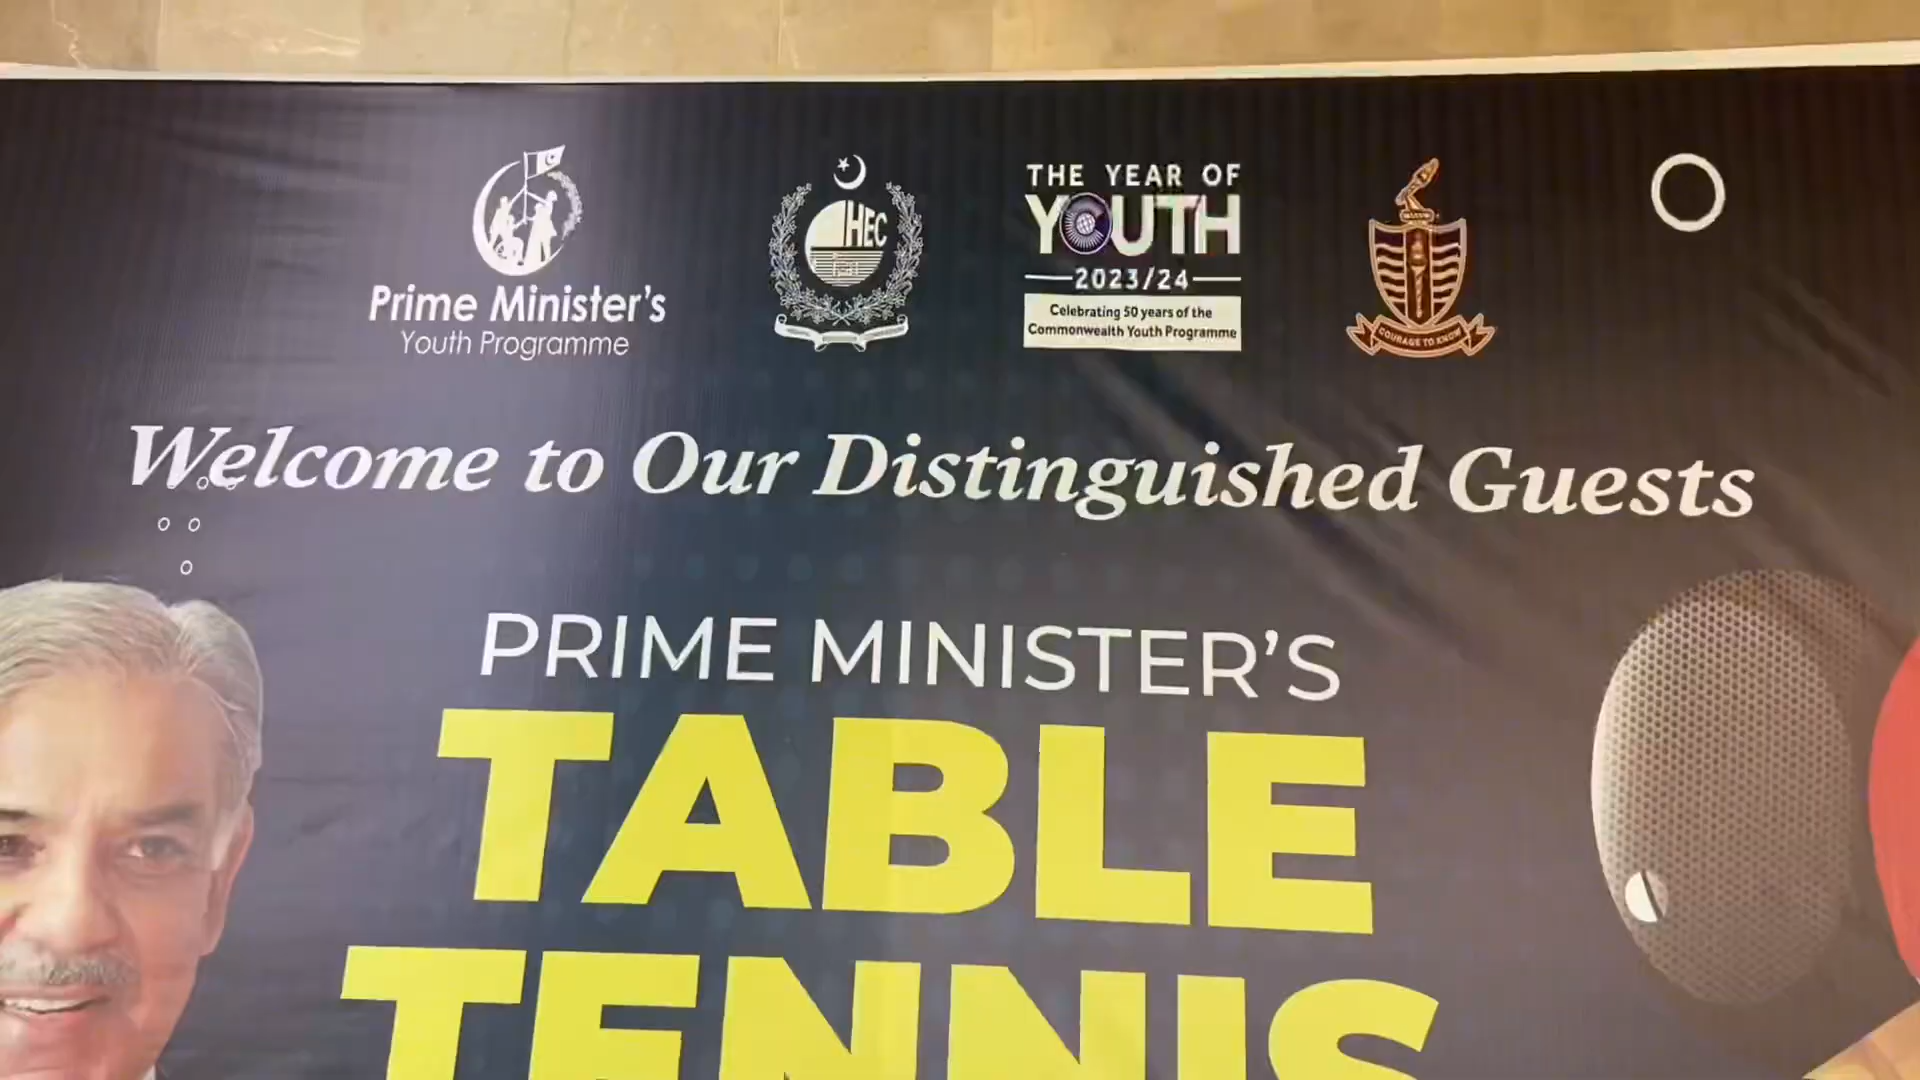 Prime Minister's
Youth Programme
HEC
THE YEAR OF
YOUTH
2023/24
Celebrating 50 years of the
Commonwealth Youth Programme
COURAGE TO KNOW
Welcome to Our Distinguished Guests
PRIME MINISTER'S
TABLE
TENNIS